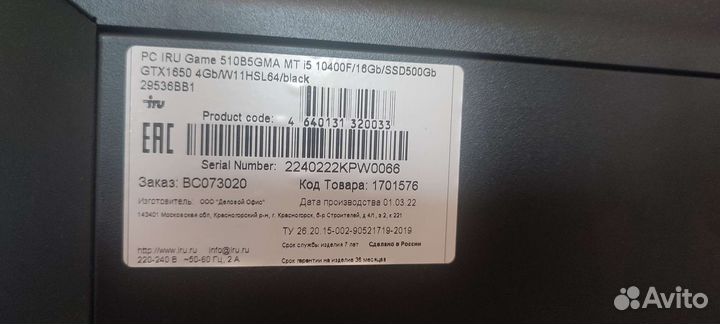 PC IRU Game 510B5GMA MT i5 10400F/16Gb/SSD500Gb
GTX1650 4Gb/W11HSL64/black
29536BB1
iru
Product code: 4 640131 320033
EAC
Serial Number: 2240222KPW0066
Заказ: BC073020 Код Товара: 1701576
Изготовитель: ООО "Деловой Офис" Дата производства 01.03.22
143401 Московская обл, Красногорский р-н, г. Красногорск, б-р Строителей, д.4/1, э.2, к 221
ТУ 26.20.15-002-90521719-2019
Срок службы изделия 7 лет Сделано в России
http://www.iru.ru info@iru.ru
220-240 В ~50-60 Гц, 2 А Срок гарантии на изделие 36 месяцев
Avito